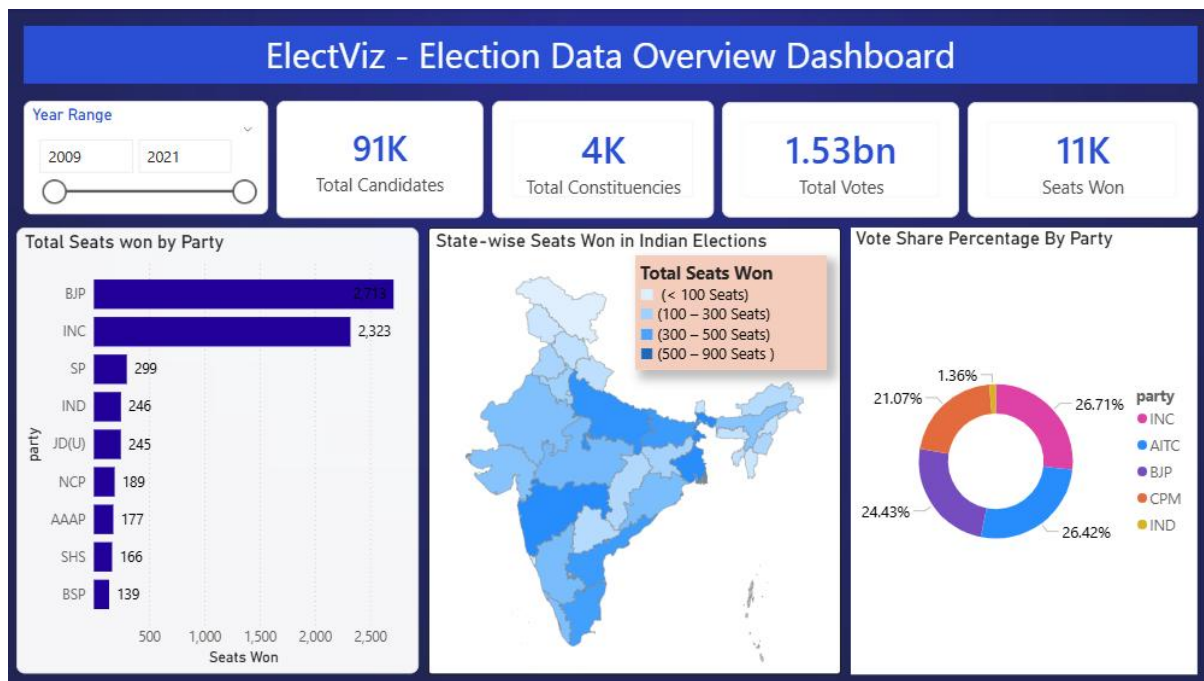 ElectViz - Election Data Overview Dashboard
Year Range
2009 2021
91K
Total Candidates
4K
Total Constituencies
1.53bn
Total Votes
11K
Seats Won
Total Seats won by Party
party
BJP 2,713
INC 2,323
SP 299
IND 246
JD(U) 245
NCP 189
AAAP 177
SHS 166
BSP 139
500 1,000 1,500 2,000 2,500
Seats Won
State-wise Seats Won in Indian Elections
Total Seats Won
(< 100 Seats)
(100 – 300 Seats)
(300 – 500 Seats)
(500 – 900 Seats )
Vote Share Percentage By Party
1.36%
21.07%
26.71%
24.43%
26.42%
party
INC
AITC
BJP
CPM
IND